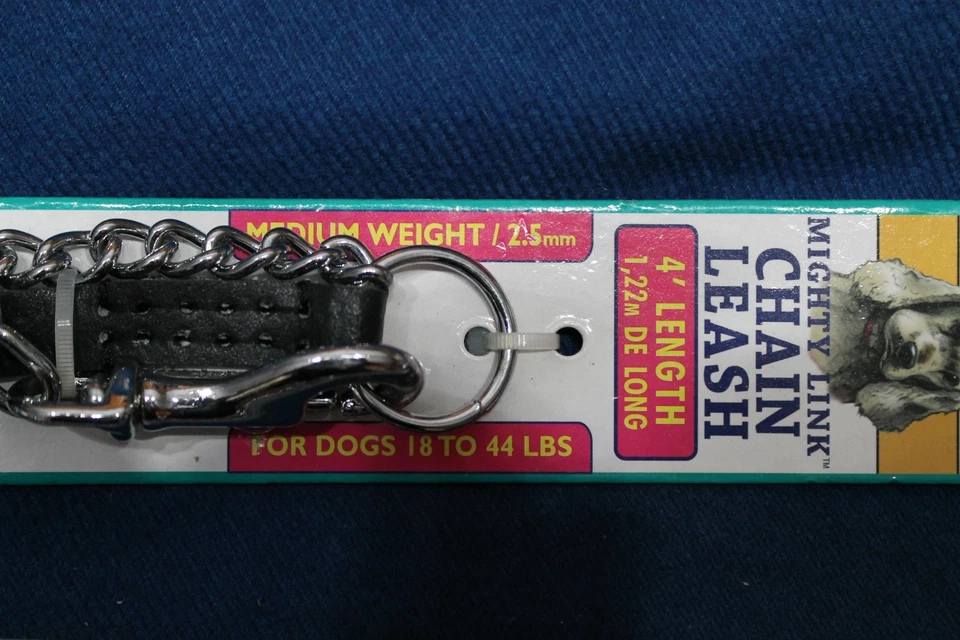 MEDIUM WEIGHT / 2.5mm
FOR DOGS 18 TO 44 LBS
MIGHTY LINK™
CHAIN
LEASH
4' LENGTH
1,22M DE LONG